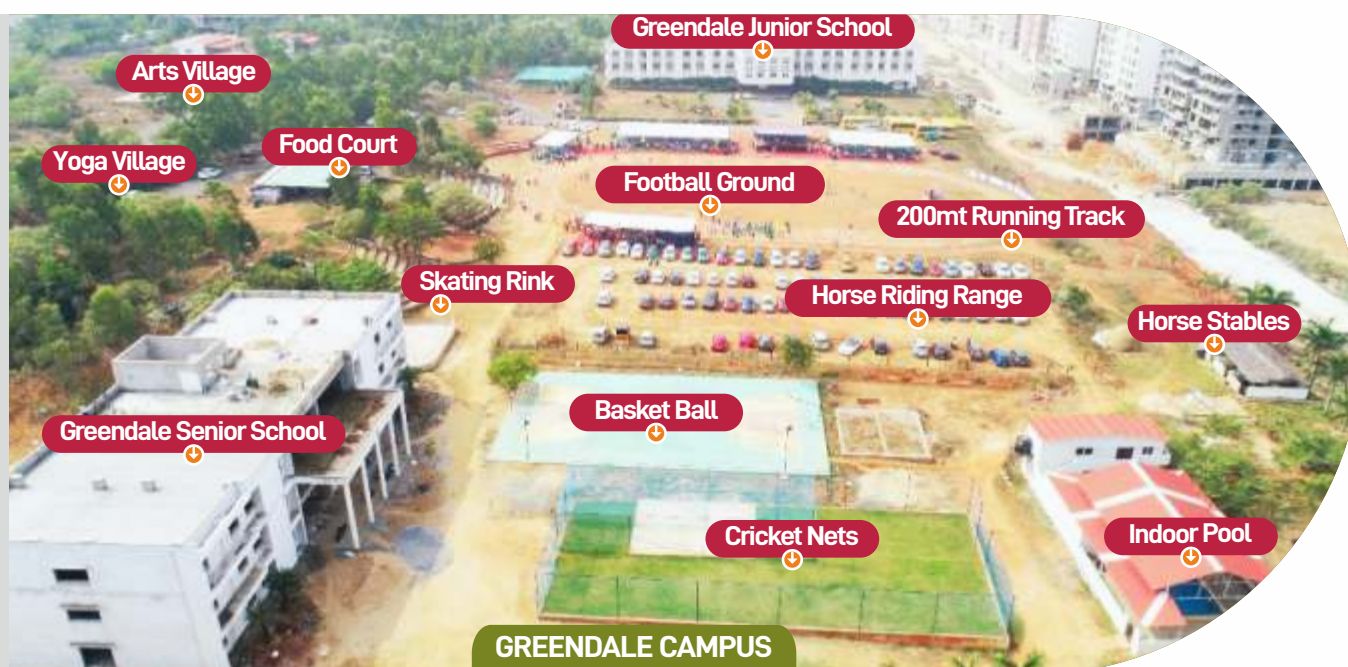 Greendale Junior School
Arts Village
Food Court
Yoga Village
Football Ground
200mt Running Track
Skating Rink
Horse Riding Range
Horse Stables
Basket Ball
Greendale Senior School
Cricket Nets
Indoor Pool
GREENDALE CAMPUS